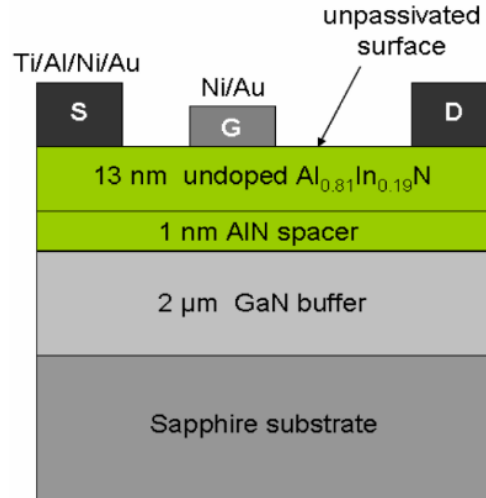 unpassivated
surface
Ti/Al/Ni/Au
Ni/Au
S
G
D
13 nm undoped Al₀.₈₁In₀.₁₉N
1 nm AlN spacer
2 µm GaN buffer
Sapphire substrate